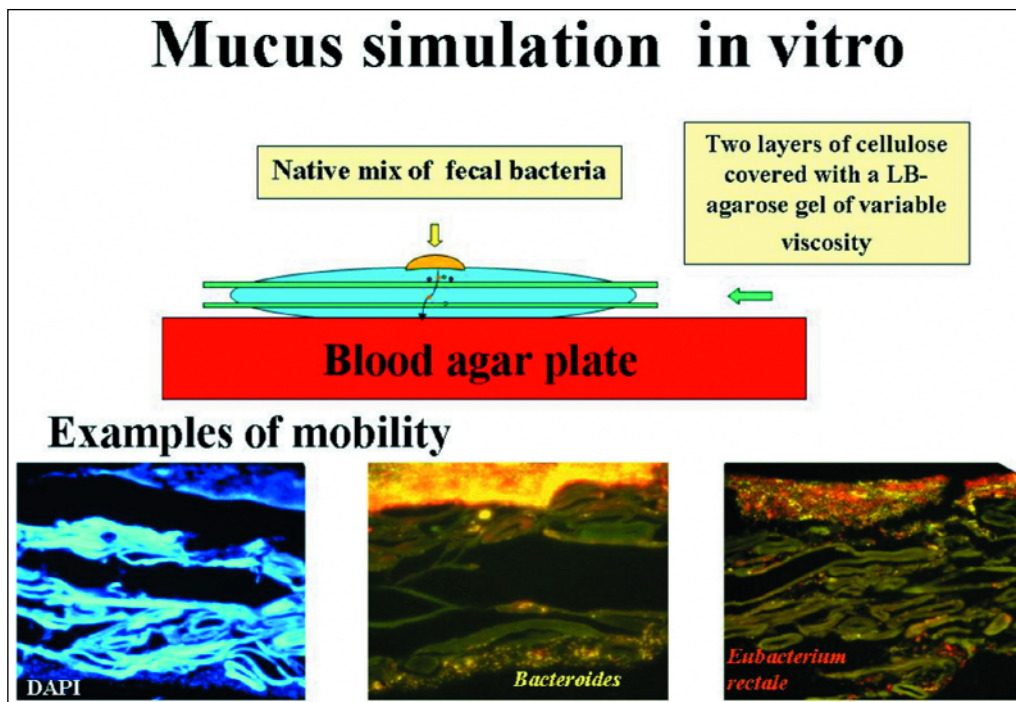 Mucus simulation in vitro
Native mix of fecal bacteria
Two layers of cellulose
covered with a LB-
agarose gel of variable
viscosity
Blood agar plate
Examples of mobility
DAPI
Bacteroides
Eubacterium
rectale